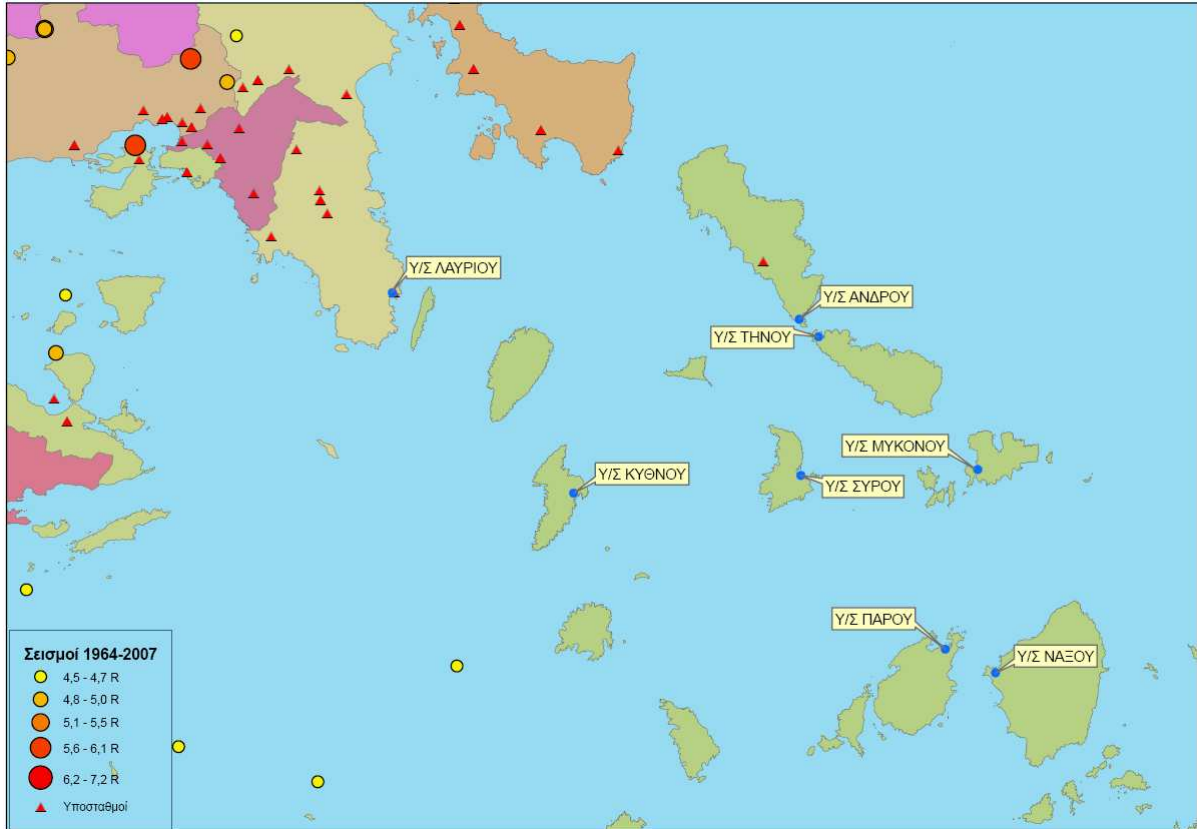 Υ/Σ ΛΑΥΡΙΟΥ
Υ/Σ ΑΝΔΡΟΥ
Υ/Σ ΤΗΝΟΥ
Υ/Σ ΜΥΚΟΝΟΥ
Υ/Σ ΚΥΘΝΟΥ
Υ/Σ ΣΥΡΟΥ
Υ/Σ ΠΑΡΟΥ
Υ/Σ ΝΑΞΟΥ
Σεισμοί 1964-2007
4,5 - 4,7 R
4,8 - 5,0 R
5,1 - 5,5 R
5,6 - 6,1 R
6,2 - 7,2 R
Υποσταθμοί